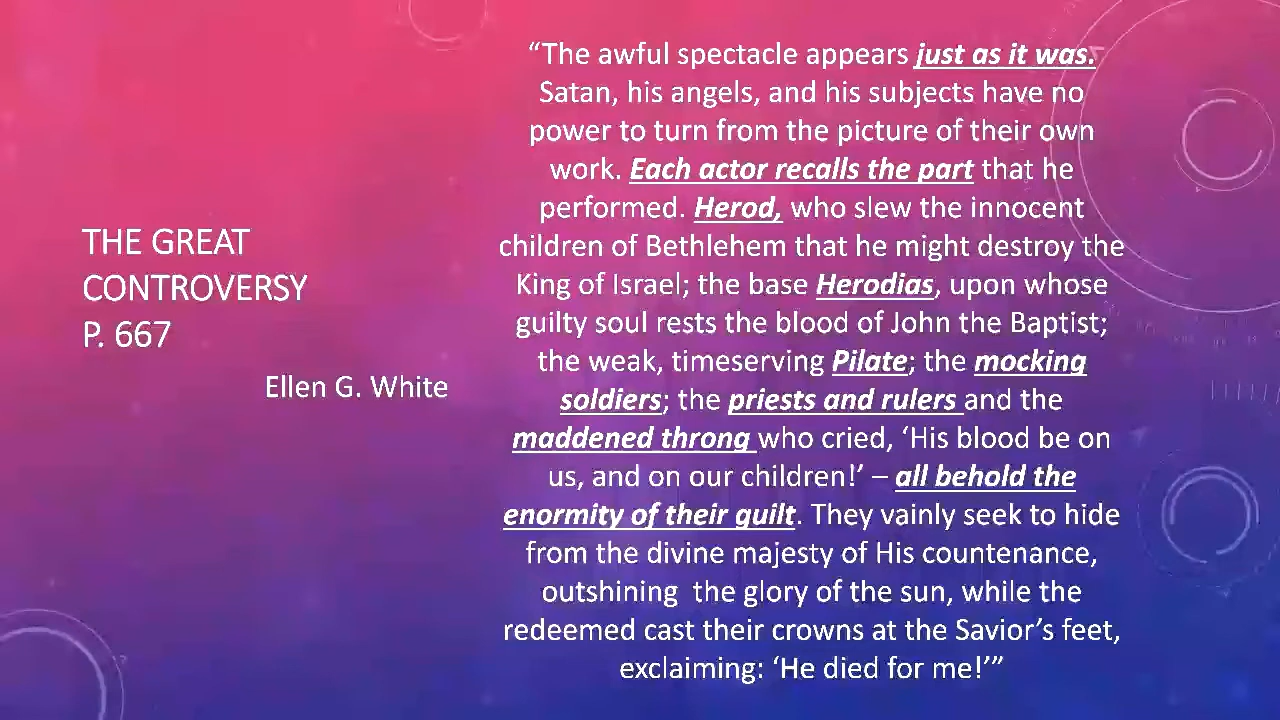 THE GREAT
CONTROVERSY
P. 667
Ellen G. White
“The awful spectacle appears just as it was.
Satan, his angels, and his subjects have no
power to turn from the picture of their own
work. Each actor recalls the part that he
performed. Herod, who slew the innocent
children of Bethlehem that he might destroy the
King of Israel; the base Herodias, upon whose
guilty soul rests the blood of John the Baptist;
the weak, timeserving Pilate; the mocking
soldiers; the priests and rulers and the
maddened throng who cried, ‘His blood be on
us, and on our children!’ – all behold the
enormity of their guilt. They vainly seek to hide
from the divine majesty of His countenance,
outshining  the glory of the sun, while the
redeemed cast their crowns at the Savior’s feet,
exclaiming: ‘He died for me!’”